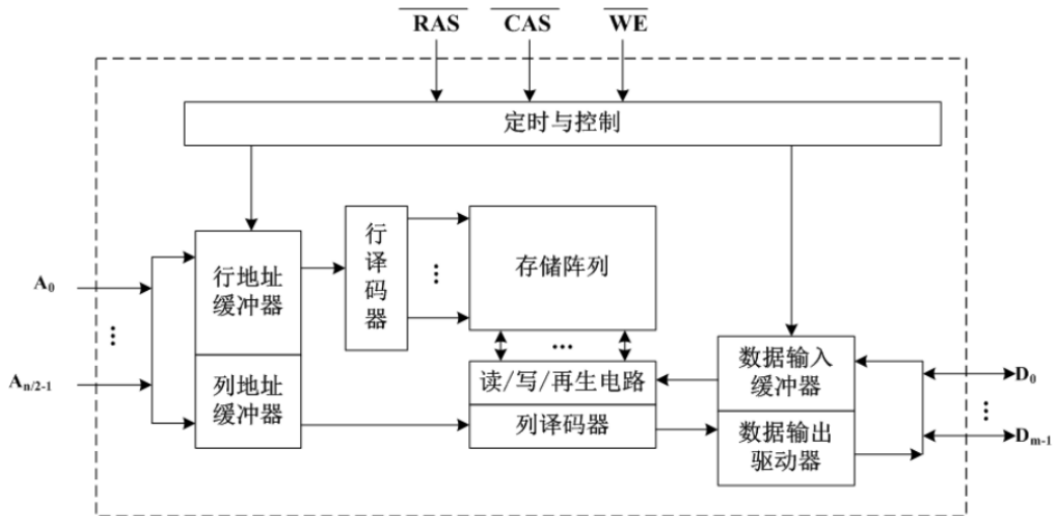 RAS CAS WE
定时与控制
行地址
缓冲器
行
译
码
器
...
存储阵列
A0
...
An/2-1
列地址
缓冲器
...
读/写/再生电路
列译码器
数据输入
缓冲器
数据输出
驱动器
D0
...
Dm-1